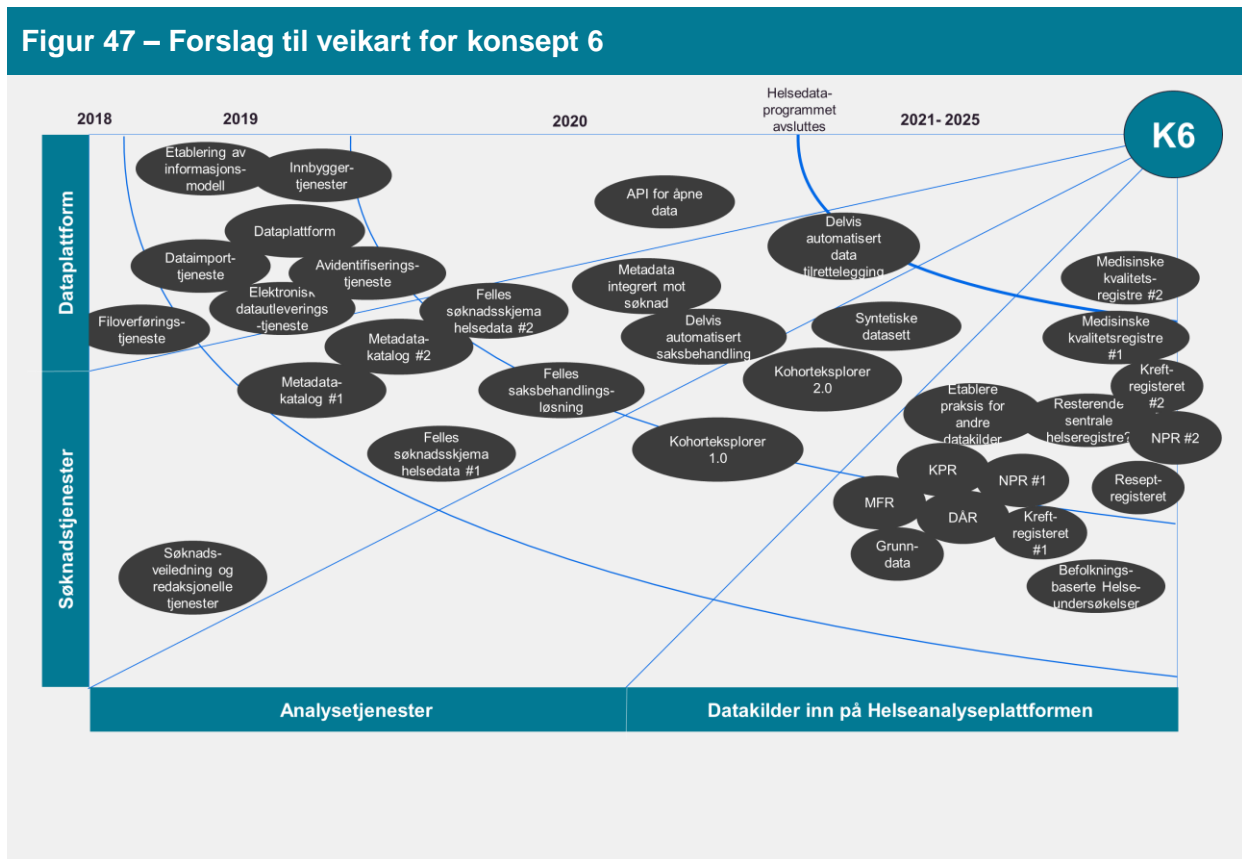 Figur 47 – Forslag til veikart for konsept 6
Helsedata-
programmet
avsluttes
2018
2019
2020
2021- 2025
K6
Dataplattform
Søknadstjenester
Etablering av
informasjons-
modell
Innbygger-
tjenester
API for åpne
data
Dataplattform
Delvis
automatisert
data
tilrettelegging
Dataimport-
tjeneste
Avidentifiserings-
tjeneste
Metadata
integrert mot
søknad
Medisinske
kvalitets-
registre #2
Elektronisk
datautleverings
-tjeneste
Felles
søknadsskjema
helsedata #2
Filoverførings-
tjeneste
Delvis
automatisert
saksbehandling
Syntetiske
datasett
Medisinske
kvalitetsregistre
#1
Metadata-
katalog #2
Metadata-
katalog #1
Felles
saksbehandlings-
løsning
Kohorteksplorer
2.0
Kreft-
registeret
#2
Etablere
praksis for
andre
datakilder
Resterende
sentrale
helseregistre?
NPR #2
Felles
søknadsskjema
helsedata #1
Kohorteksplorer
1.0
KPR
NPR #1
Resept-
registeret
MFR
DÅR
Kreft-
registeret
#1
Grunn-
data
Søknads-
veiledning og
redaksjonelle
tjenester
Befolknings-
baserte Helse-
undersøkelser
Analysetjenester
Datakilder inn på Helseanalyseplattformen